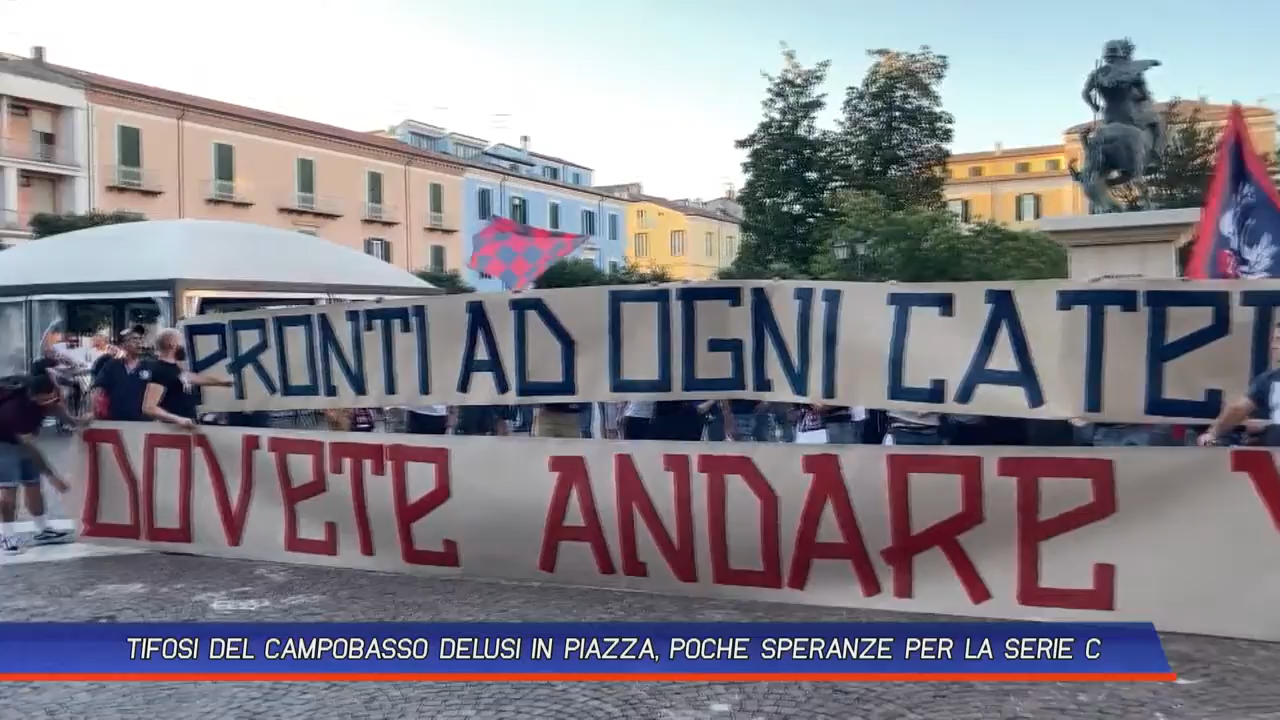 PRONTI AD OGNI
DOVETE ANDARE
TIFOSI DEL CAMPOBASSO DELUSI IN PIAZZA, POCHE SPERANZE PER LA SERIE C